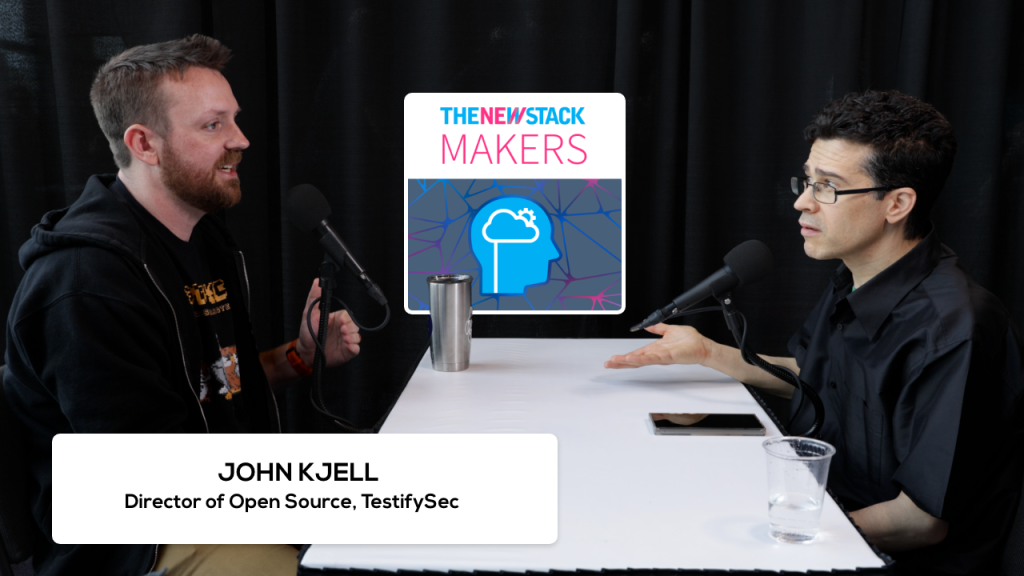 THENEWSTACK
MAKERS
JOHN KJELL
Director of Open Source, TestifySec